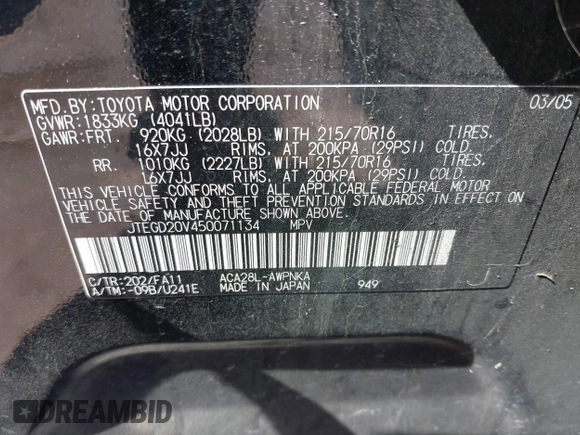 MFD.BY:TOYOTA MOTOR CORPORATION 03/05
GVWR:1833KG (4041LB)
GAWR:FRT. 920KG (2028LB) WITH 215/70R16 TIRES.
16X7JJ RIMS. AT 200KPA (29PSI) COLD.
RR. 1010KG (2227LB) WITH 215/70R16 TIRES.
16X7JJ RIMS. AT 200KPA (29PSI) COLD.
THIS VEHICLE CONFORMS TO ALL APPLICABLE FEDERAL MOTOR
VEHICLE SAFETY AND THEFT PREVENTION STANDARDS IN EFFECT ON
THE DATE OF MANUFACTURE SHOWN ABOVE.
JTEGD20V450071134 MPV
C/TR:202/FA11 ACA28L-AWPNKA
A/TM:-09B/U241E MADE IN JAPAN 949 J
DREAMBID